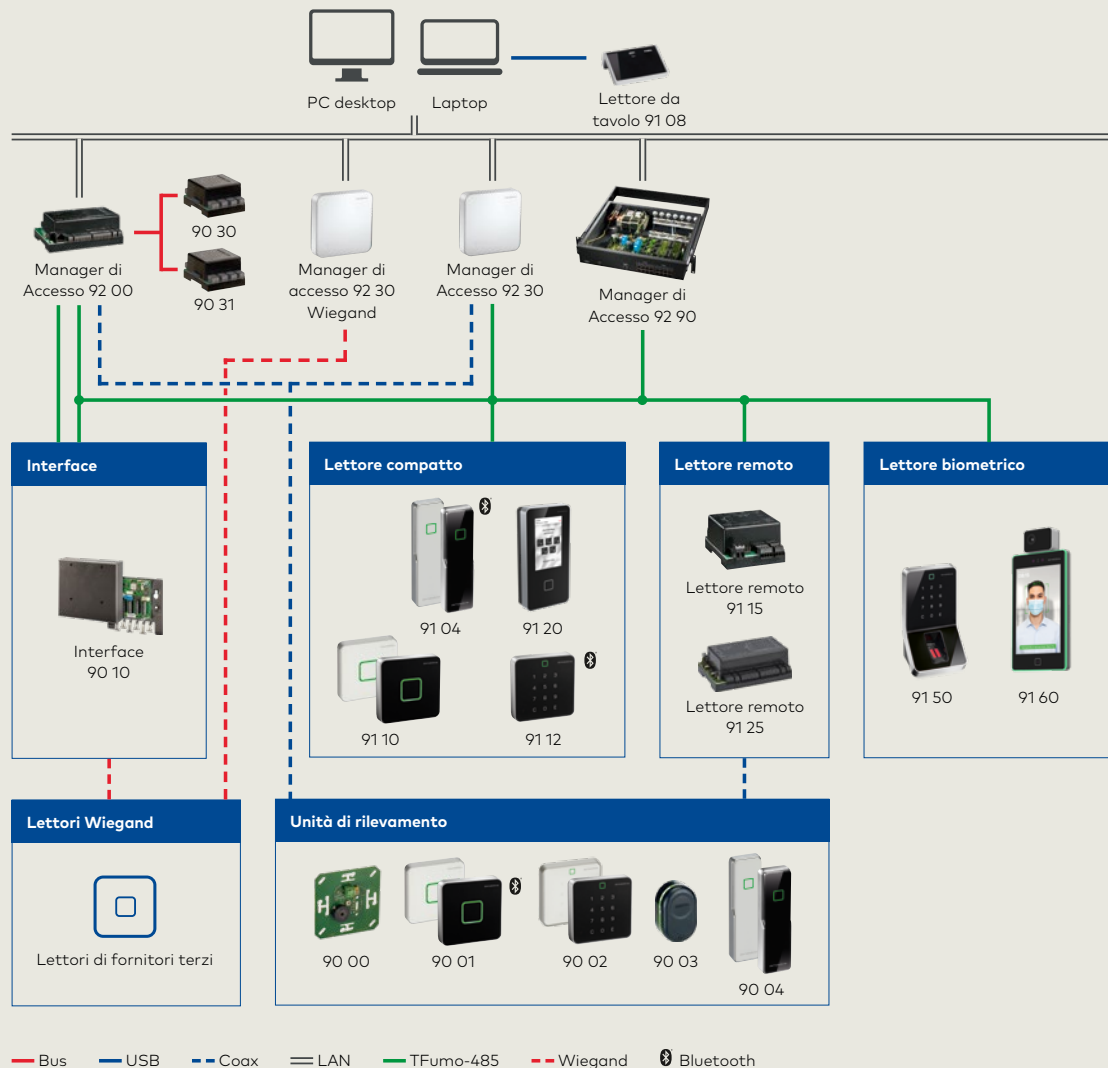 PC desktop
Laptop
Lettore da
tavolo 91 08
90 30
90 31
Manager di
Accesso 92 00
Manager di
accesso 92 30
Wiegand
Manager di
Accesso 92 30
Manager di
Accesso 92 90
Interface
Interface
90 10
Lettore compatto
91 04
91 20
91 10
91 12
Lettore remoto
Lettore remoto
91 15
Lettore remoto
91 25
Lettore biometrico
91 50
91 60
Lettori Wiegand
Lettori di fornitori terzi
Unità di rilevamento
90 00
90 01
90 02
90 03
90 04
Bus USB Coax LAN TFumo-485 Wiegand Bluetooth